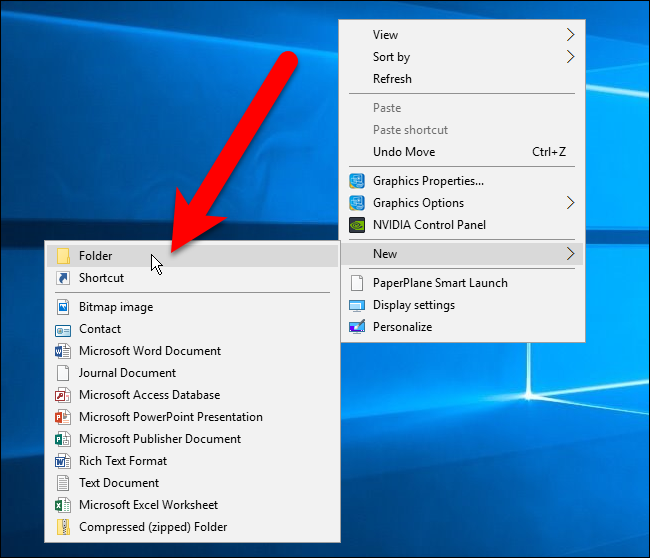 View
Sort by
Refresh
Paste
Paste shortcut
Undo Move Ctrl+Z
Graphics Properties...
Graphics Options
NVIDIA Control Panel
New
PaperPlane Smart Launch
Display settings
Personalize
Folder
Shortcut
Bitmap image
Contact
Microsoft Word Document
Journal Document
Microsoft Access Database
Microsoft PowerPoint Presentation
Microsoft Publisher Document
Rich Text Format
Text Document
Microsoft Excel Worksheet
Compressed (zipped) Folder